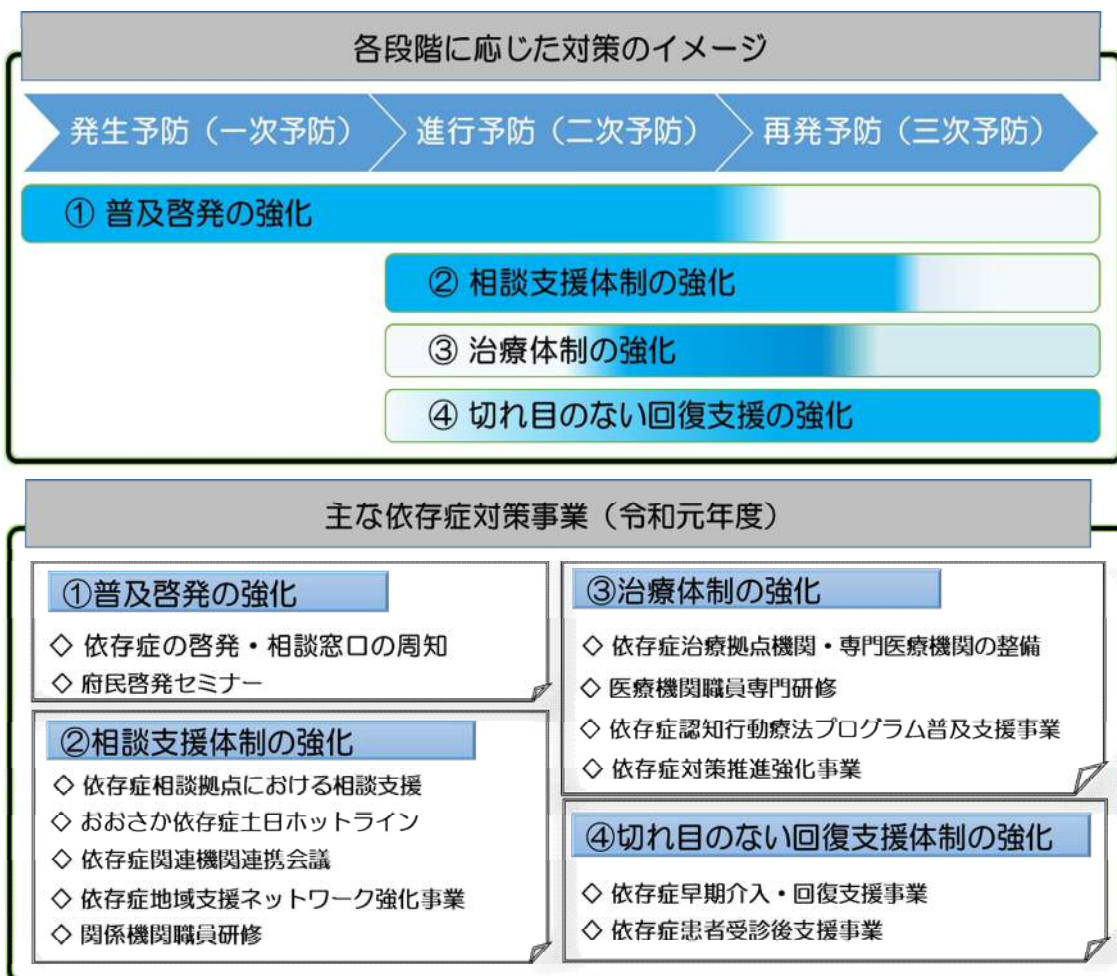 各段階に応じた対策のイメージ
発生予防（一次予防）
進行予防（二次予防）
再発予防（三次予防）
① 普及啓発の強化
② 相談支援体制の強化
③ 治療体制の強化
④ 切れ目のない回復支援の強化
主な依存症対策事業（令和元年度）
①普及啓発の強化
◇ 依存症の啓発・相談窓口の周知
◇ 府民啓発セミナー
②相談支援体制の強化
◇ 依存症相談拠点における相談支援
◇ おおさか依存症土日ホットライン
◇ 依存症関連機関連携会議
◇ 依存症地域支援ネットワーク強化事業
◇ 関係機関職員研修
③治療体制の強化
◇ 依存症治療拠点機関・専門医療機関の整備
◇ 医療機関職員専門研修
◇ 依存症認知行動療法プログラム普及支援事業
◇ 依存症対策推進強化事業
④切れ目のない回復支援体制の強化
◇ 依存症早期介入・回復支援事業
◇ 依存症患者受診後支援事業